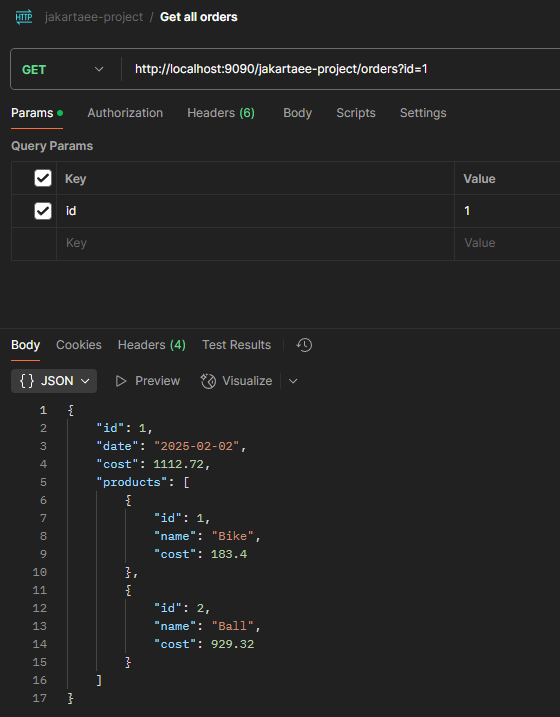 HTTP jakartaee-project / Get all orders
GET http://localhost:9090/jakartaee-project/orders?id=1
Params Authorization Headers (6) Body Scripts Settings
Query Params
Key Value
id 1
Key Value
Body Cookies Headers (4) Test Results
{} JSON Preview Visualize
1 {
2 "id": 1,
3 "date": "2025-02-02",
4 "cost": 1112.72,
5 "products": [
6 {
7 "id": 1,
8 "name": "Bike",
9 "cost": 183.4
10 },
11 {
12 "id": 2,
13 "name": "Ball",
14 "cost": 929.32
15 }
16 ]
17 }